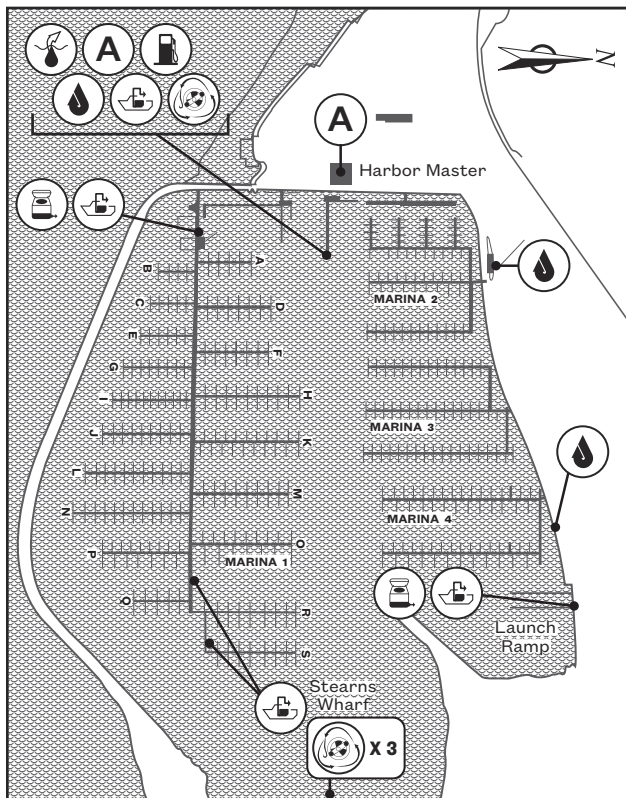 A
A
N
Harbor Master
A
B
MARINA 2
C
D
E
F
G
H
I
MARINA 3
J
K
L
M
N
MARINA 4
O
P
MARINA 1
Q
R
Launch
Ramp
S
Stearns
Wharf
X 3